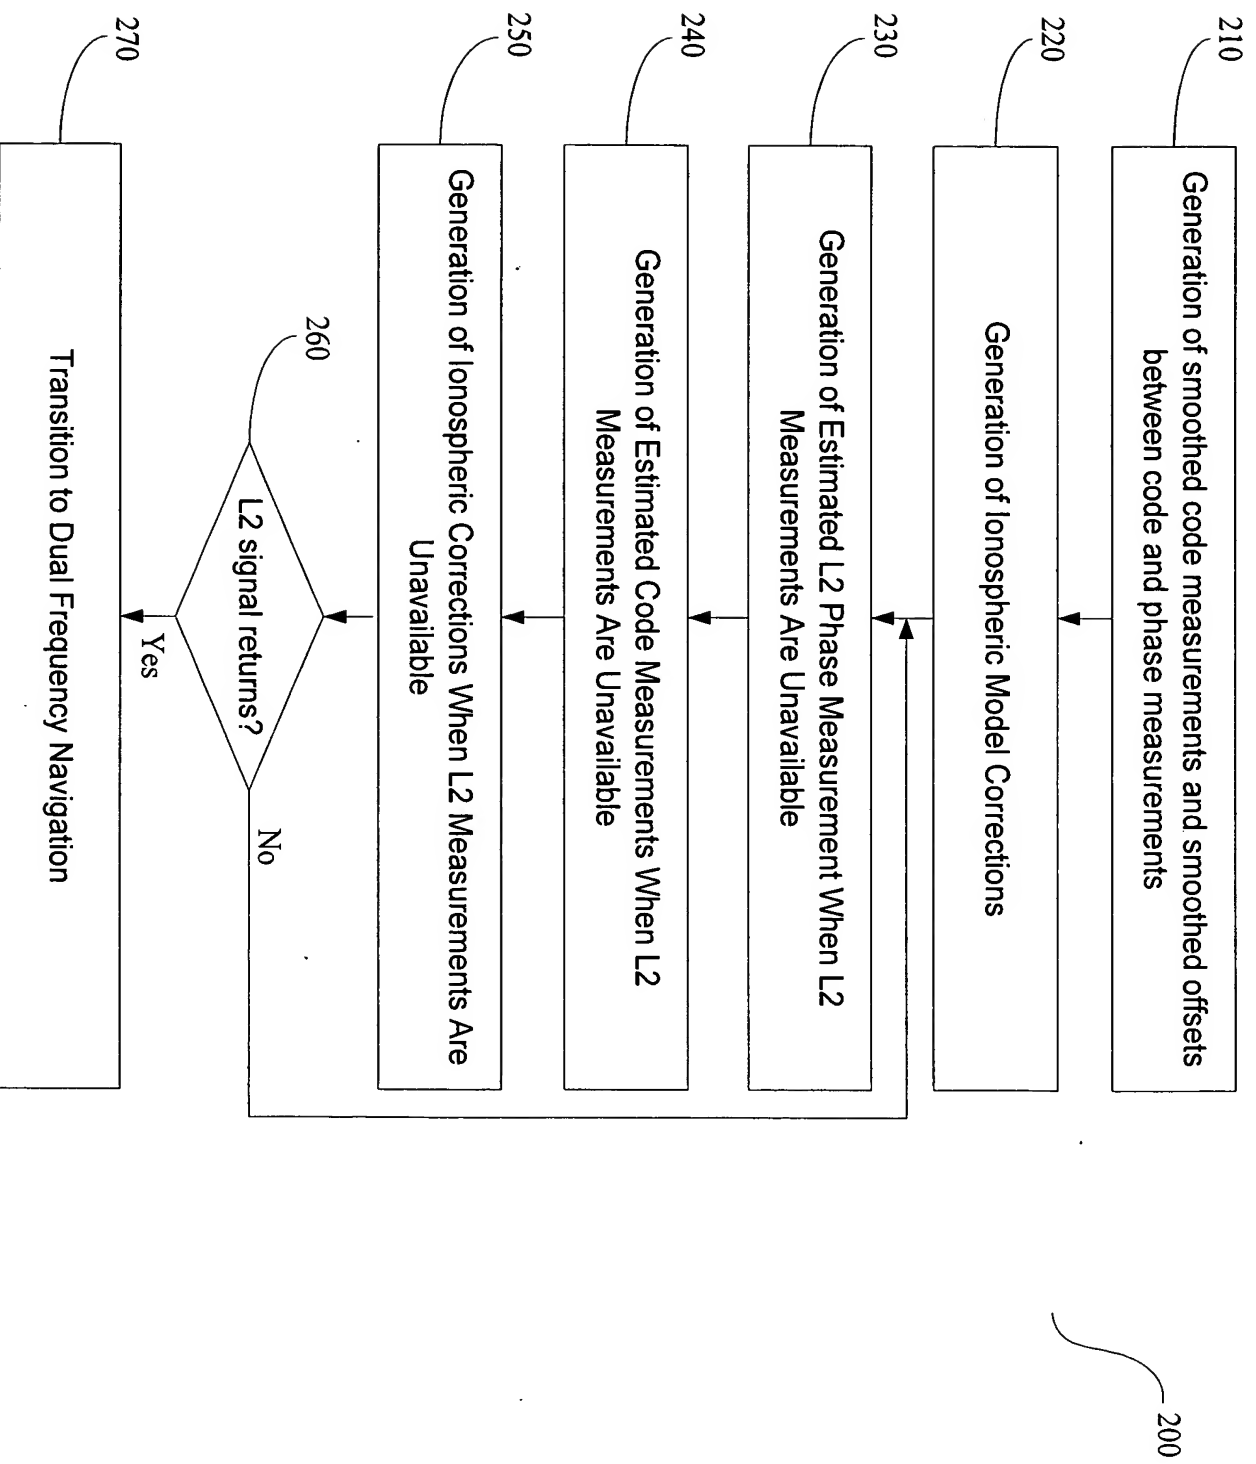 210
Generation of smoothed code measurements and smoothed offsets
between code and phase measurements
220
Generation of Ionospheric Model Corrections
230
Generation of Estimated L2 Phase Measurement When L2
Measurements Are Unavailable
240
Generation of Estimated Code Measurements When L2
Measurements Are Unavailable
250
Generation of Ionospheric Corrections When L2 Measurements Are
Unavailable
260
L2 signal returns?
No
Yes
270
Transition to Dual Frequency Navigation
200